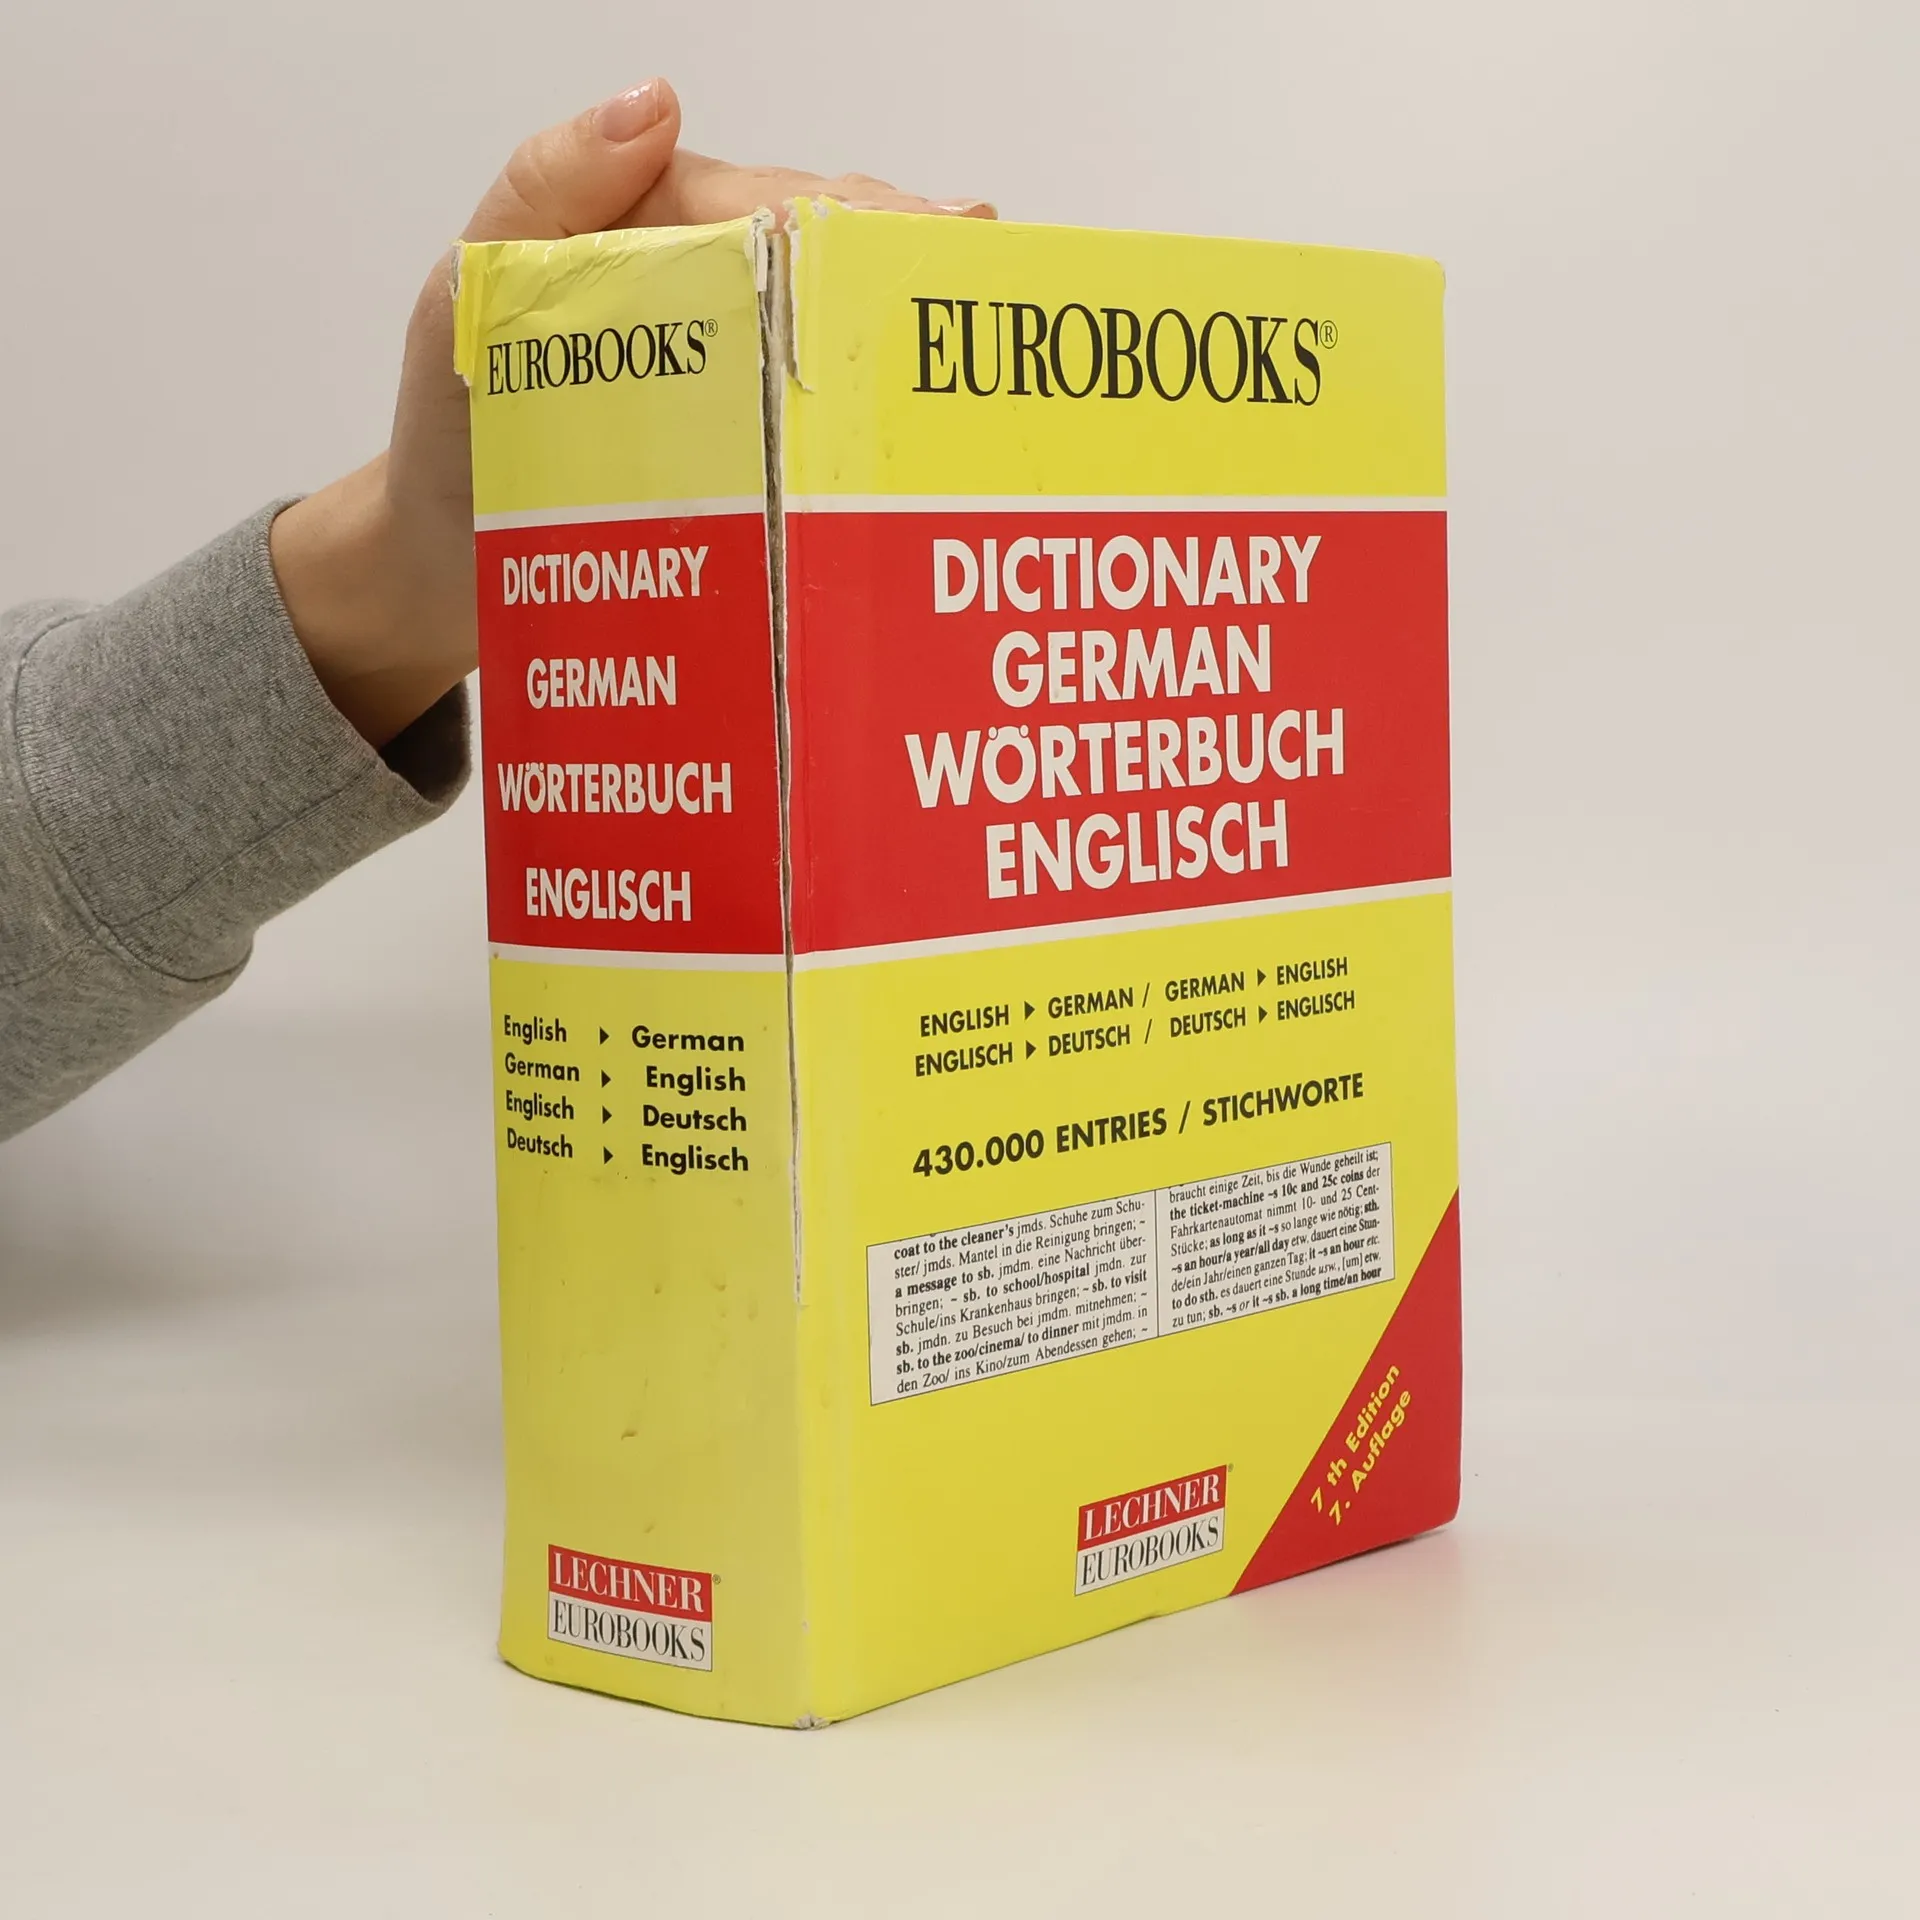 EUROBOOKS®
DICTIONARY
GERMAN
WÖRTERBUCH
ENGLISCH
English ▸ German
German ▸ English
Englisch ▸ Deutsch
Deutsch ▸ Englisch
LECHNER®
EUROBOOKS
EUROBOOKS®
DICTIONARY
GERMAN
WÖRTERBUCH
ENGLISCH
ENGLISH ▸ GERMAN / GERMAN ▸ ENGLISH
ENGLISCH ▸ DEUTSCH / DEUTSCH ▸ ENGLISCH
430.000 ENTRIES / STICHWORTE
coat to the cleaner's jmds. Schuhe zum Schu-
ster/ jmds. Mantel in die Reinigung bringen; ~
a message to sb. jmdm. eine Nachricht über-
bringen; ~ sb. to school/hospital jmdn. zur
Schule/ins Krankenhaus bringen; ~ sb. to visit
sb. jmdn. zu Besuch bei jmdm. mitnehmen; ~
sb. to the zoo/cinema/ to dinner mit jmdm. in
den Zoo/ ins Kino/zum Abendessen gehen; ~
braucht einige Zeit, bis die Wunde geheilt ist;
the ticket-machine ~s 10c and 25c coins der
Fahrkartenautomat nimmt 10- und 25 Cent-
Stücke; as long as it ~s so lange wie nötig; sth.
~s an hour/a year/all day etw. dauert eine Stun-
de/ein Jahr/einen ganzen Tag; it ~s an hour etc.
to do sth. es dauert eine Stunde usw., [um] etw.
zu tun; sb. ~s or it ~s sb. a long time/an hour
7 th Edition
7. Auflage
LECHNER®
EUROBOOKS